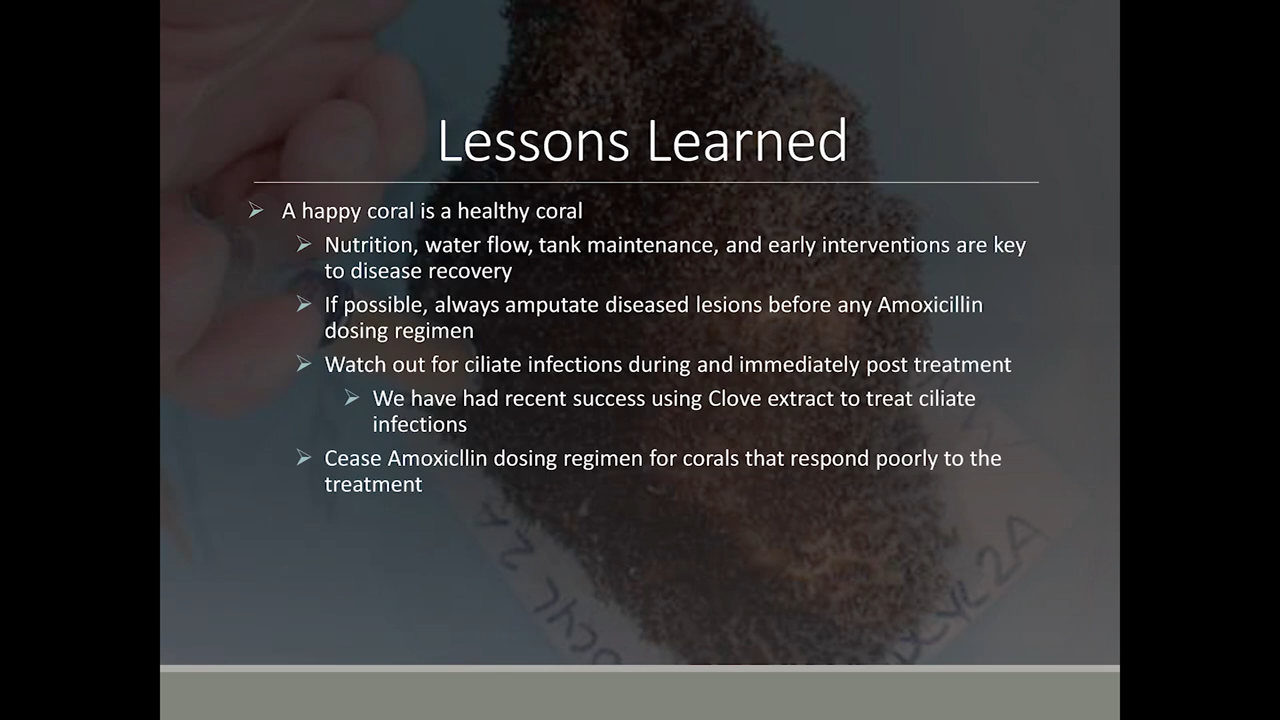 Lessons Learned
A happy coral is a healthy coral
Nutrition, water flow, tank maintenance, and early interventions are key
to disease recovery
If possible, always amputate diseased lesions before any Amoxicillin
dosing regimen
Watch out for ciliate infections during and immediately post treatment
We have had recent success using Clove extract to treat ciliate
infections
Cease Amoxicllin dosing regimen for corals that respond poorly to the
treatment